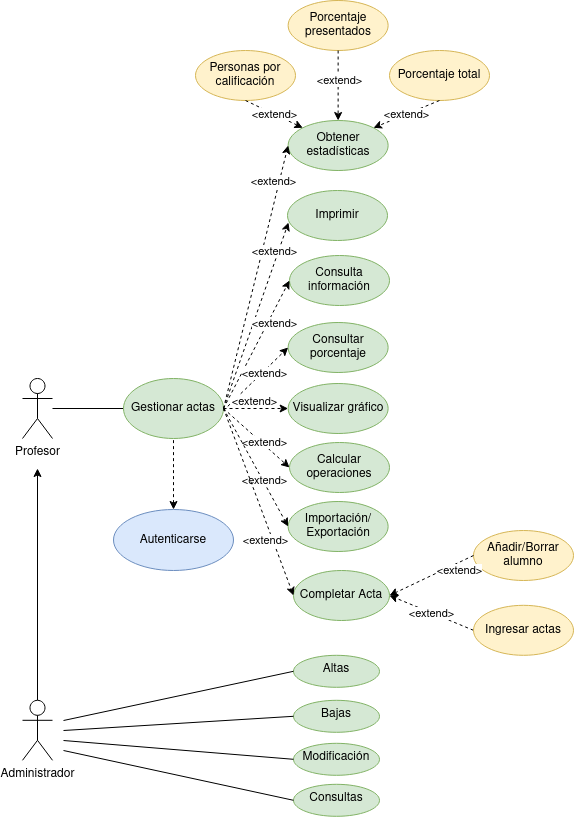 Porcentaje
presentados
Personas por
calificación
Porcentaje total
<extend>
<extend>
<extend>
Obtener
estadísticas
<extend>
Imprimir
<extend>
Consulta
información
<extend>
Consultar
porcentaje
<extend>
Gestionar actas
<extend>
Visualizar gráfico
Profesor
<extend>
Calcular
operaciones
<extend>
Importación/
Exportación
Autenticarse
<extend>
Añadir/Borrar
alumno
<extend>
Completar Acta
<extend>
Ingresar actas
Altas
Bajas
Modificación
Administrador
Consultas